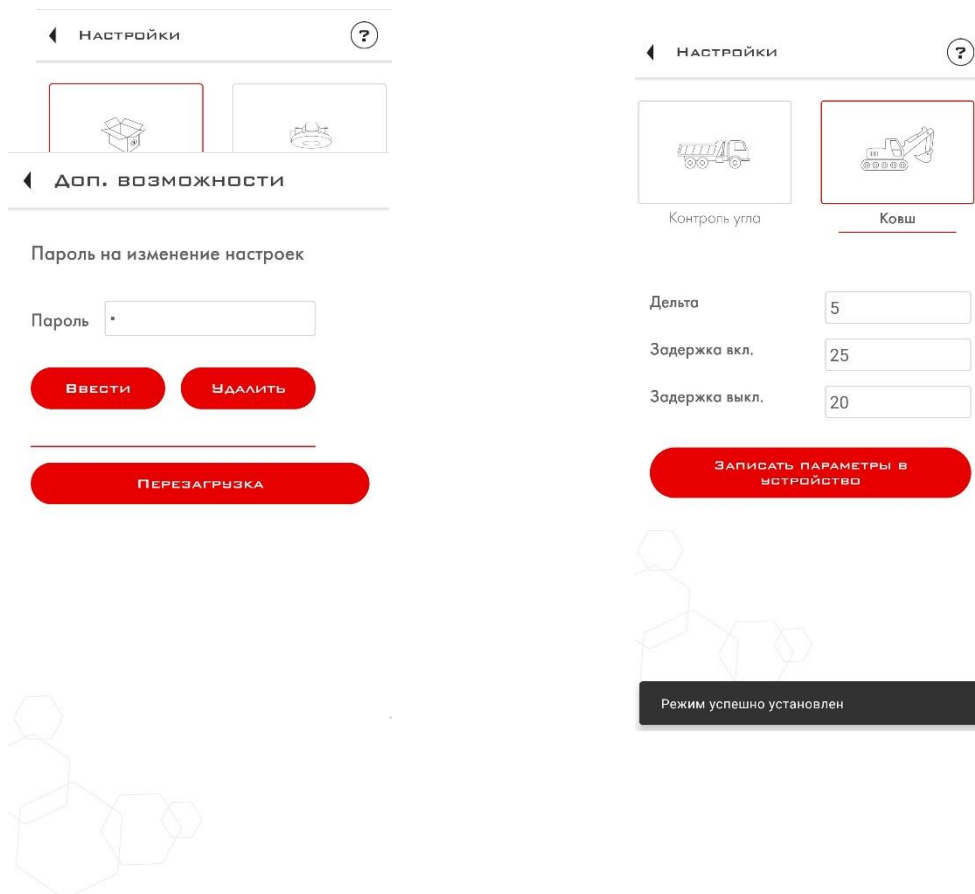 Настройки
?
Доп. возможности
Пароль на изменение настроек
Пароль
Ввести
Удалить
Перезагрузка
Настройки
?
Контроль угла
Ковш
Дельта
5
Задержка вкл.
25
Задержка выкл.
20
Записать параметры в
устройство
Режим успешно установлен